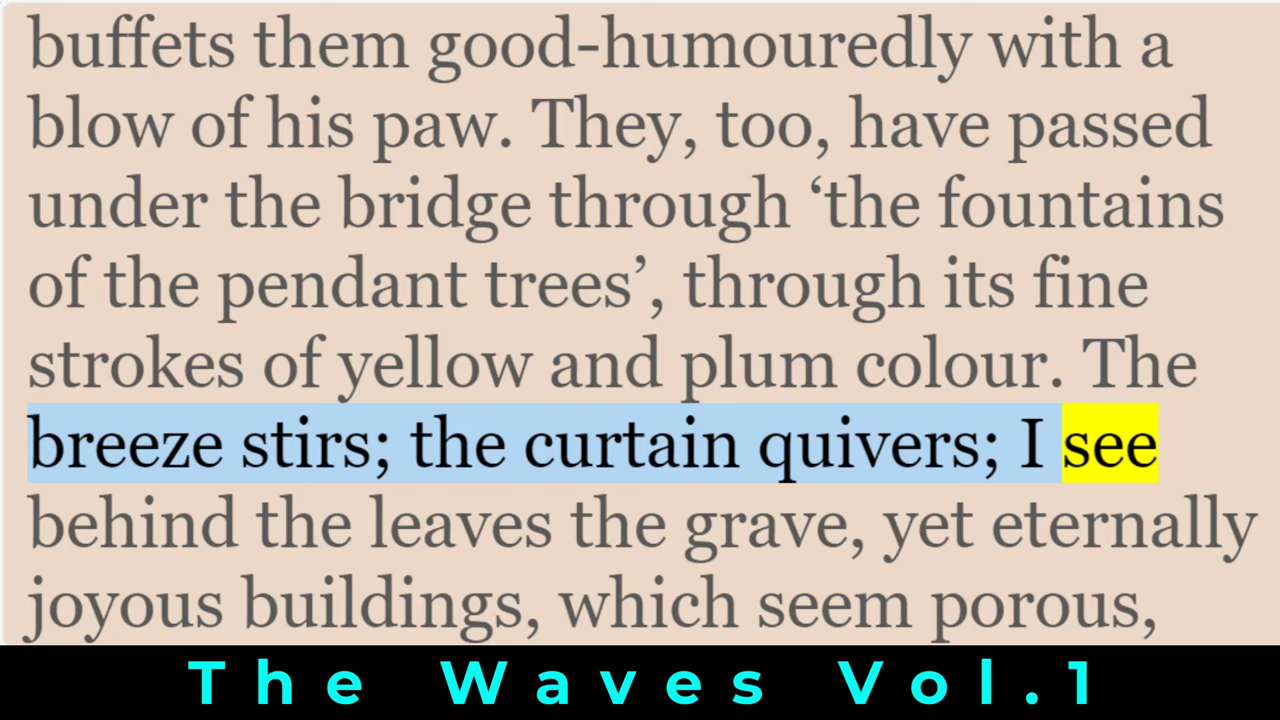 buffets them good-humouredly with a
blow of his paw. They, too, have passed
under the bridge through ‘the fountains
of the pendant trees’, through its fine
strokes of yellow and plum colour. The
breeze stirs; the curtain quivers; I see
behind the leaves the grave, yet eternally
joyous buildings, which seem porous,
The Waves Vol.1